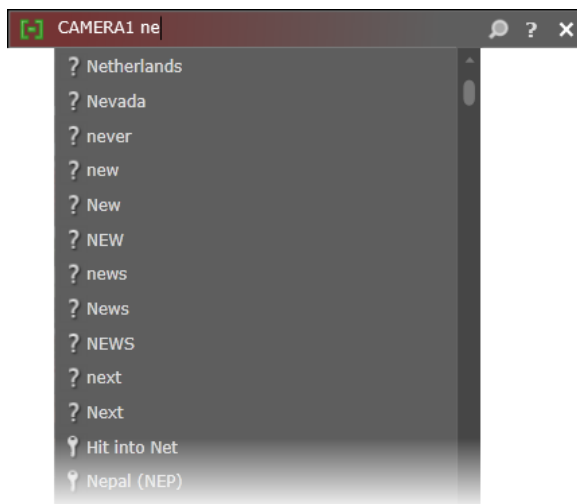 [-] CAMERA1 ne ? ×
? Netherlands
? Nevada
? never
? new
? New
? NEW
? news
? News
? NEWS
? next
? Next
Hit into Net
Nepal (NEP)